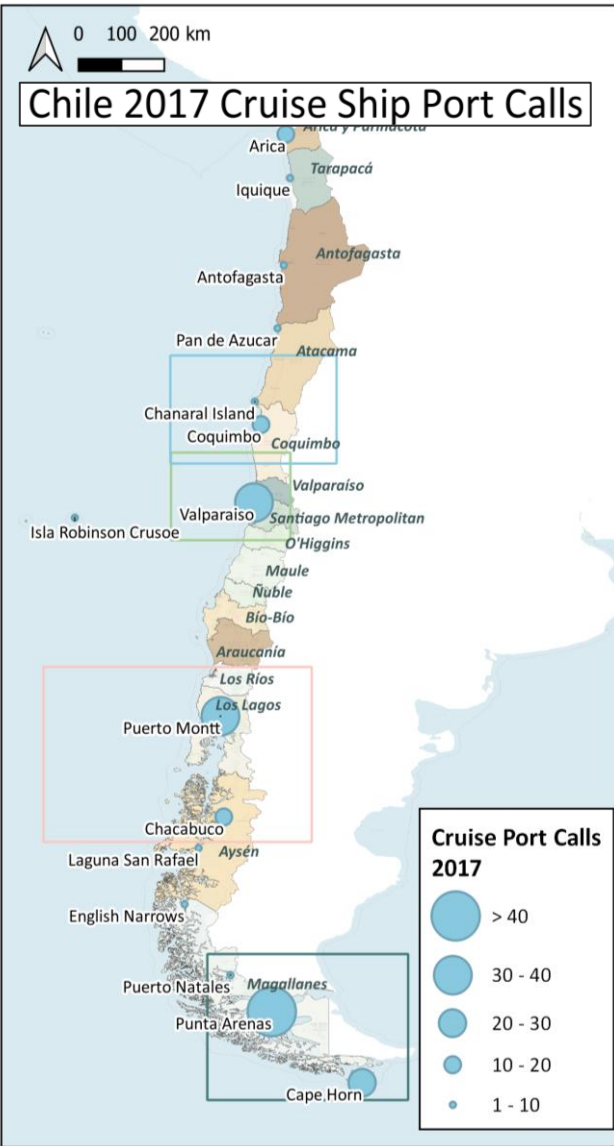 0 100 200 km
Chile 2017 Cruise Ship Port Calls
Arica y Parinacota
Arica
Tarapacá
Iquique
Antofagasta
Antofagasta
Pan de Azucar
Atacama
Chanaral Island
Coquimbo
Coquimbo
Valparaíso
Valparaiso
Santiago Metropolitan
Isla Robinson Crusoe
O'Higgins
Maule
Ñuble
Bío-Bío
Araucanía
Los Ríos
Los Lagos
Puerto Montt
Chacabuco
Aysén
Laguna San Rafael
English Narrows
Puerto Natales
Magallanes
Punta Arenas
Cape Horn
Cruise Port Calls
2017
> 40
30 - 40
20 - 30
10 - 20
1 - 10